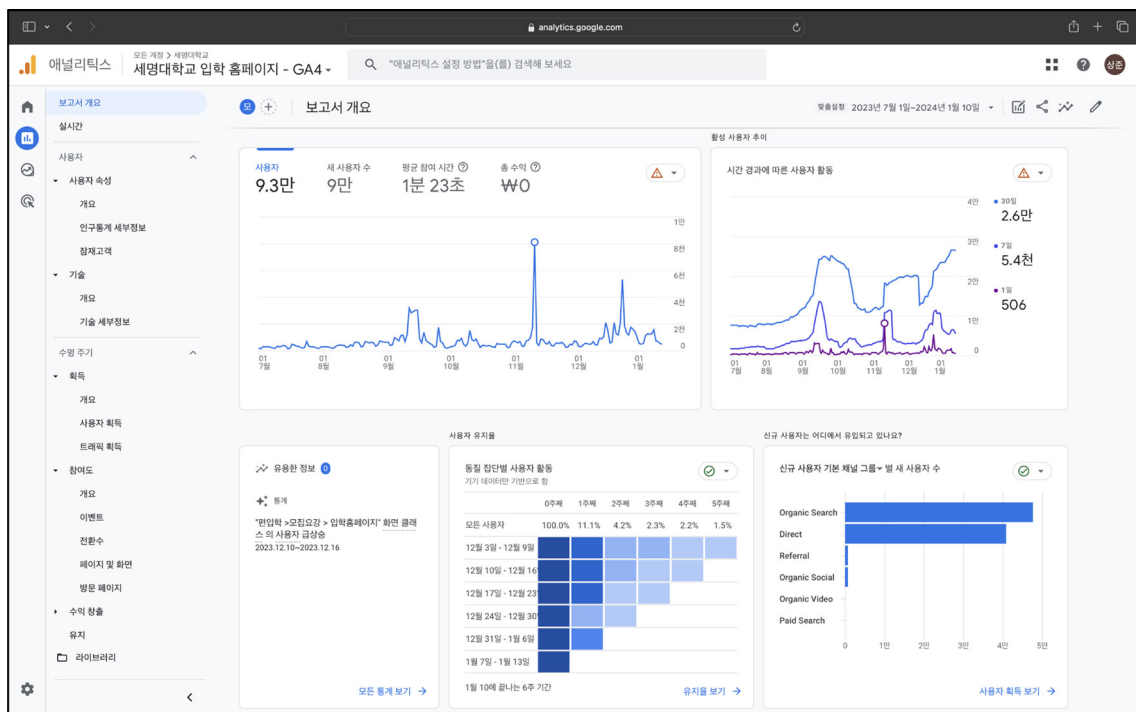 analytics.google.com
애널리틱스
모든 계정 > 세명대학교
세명대학교 입학 홈페이지 - GA4
"애널리틱스 설정 방법"을(를) 검색해 보세요
상준
보고서 개요
실시간
사용자
사용자 속성
개요
인구통계 세부정보
잠재고객
기술
개요
기술 세부정보
수명 주기
획득
개요
사용자 획득
트래픽 획득
참여도
개요
이벤트
전환수
페이지 및 화면
방문 페이지
수익 창출
유지
라이브러리
모
보고서 개요
맞춤설정 2023년 7월 1일~2024년 1월 10일
사용자 새 사용자 수 평균 참여 시간 총 수익
9.3만 9만 1분 23초 ₩0
1만
8천
6천
4천
2천
0
01 01 01 01 01 01 01
7월 8월 9월 10월 11월 12월 1월
활성 사용자 추이
시간 경과에 따른 사용자 활동
4만
3만
2만
1만
0
30일
2.6만
7일
5.4천
1일
506
01 01 01 01 01 01 01
7월 8월 9월 10월 11월 12월 1월
유용한 정보 0
통계
"편입학 >모집요강 > 입학홈페이지" 화면 클래
스 의 사용자 급상승
2023.12.10~2023.12.16
모든 통계 보기
사용자 유지율
동질 집단별 사용자 활동
기기 데이터만 기반으로 함
0주째 1주째 2주째 3주째 4주째 5주째
모든 사용자 100.0% 11.1% 4.2% 2.3% 2.2% 1.5%
12월 3일 - 12월 9일
12월 10일 - 12월 16
12월 17일 - 12월 23
12월 24일 - 12월 30
12월 31일 - 1월 6일
1월 7일 - 1월 13일
1월 10에 끝나는 6주 기간
유지율 보기
신규 사용자는 어디에서 유입되고 있나요?
신규 사용자 기본 채널 그룹 별 새 사용자 수
Organic Search
Direct
Referral
Organic Social
Organic Video
Paid Search
0 1만 2만 3만 4만 5만
사용자 획득 보기